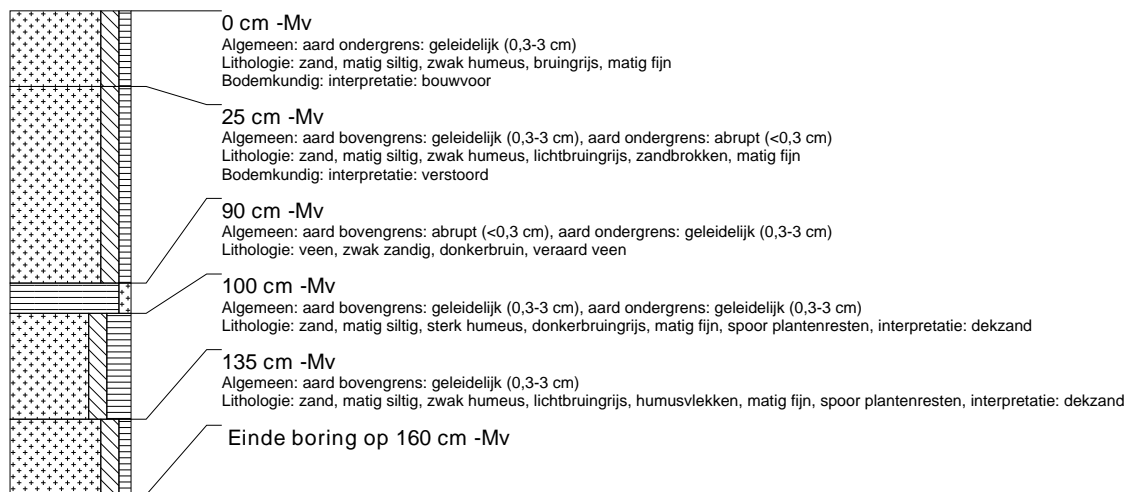 0 cm -Mv
Algemeen: aard ondergrens: geleidelijk (0,3-3 cm)
Lithologie: zand, matig siltig, zwak humeus, bruingrijs, matig fijn
Bodemkundig: interpretatie: bouwvoor
25 cm -Mv
Algemeen: aard bovengrens: geleidelijk (0,3-3 cm), aard ondergrens: abrupt (<0,3 cm)
Lithologie: zand, matig siltig, zwak humeus, lichtbruingrijs, zandbrokken, matig fijn
Bodemkundig: interpretatie: verstoord
90 cm -Mv
Algemeen: aard bovengrens: abrupt (<0,3 cm), aard ondergrens: geleidelijk (0,3-3 cm)
Lithologie: veen, zwak zandig, donkerbruin, veraard veen
100 cm -Mv
Algemeen: aard bovengrens: geleidelijk (0,3-3 cm), aard ondergrens: geleidelijk (0,3-3 cm)
Lithologie: zand, matig siltig, sterk humeus, donkerbruingrijs, matig fijn, spoor plantenresten, interpretatie: dekzand
135 cm -Mv
Algemeen: aard bovengrens: geleidelijk (0,3-3 cm)
Lithologie: zand, matig siltig, zwak humeus, lichtbruingrijs, humusvlekken, matig fijn, spoor plantenresten, interpretatie: dekzand
Einde boring op 160 cm -Mv